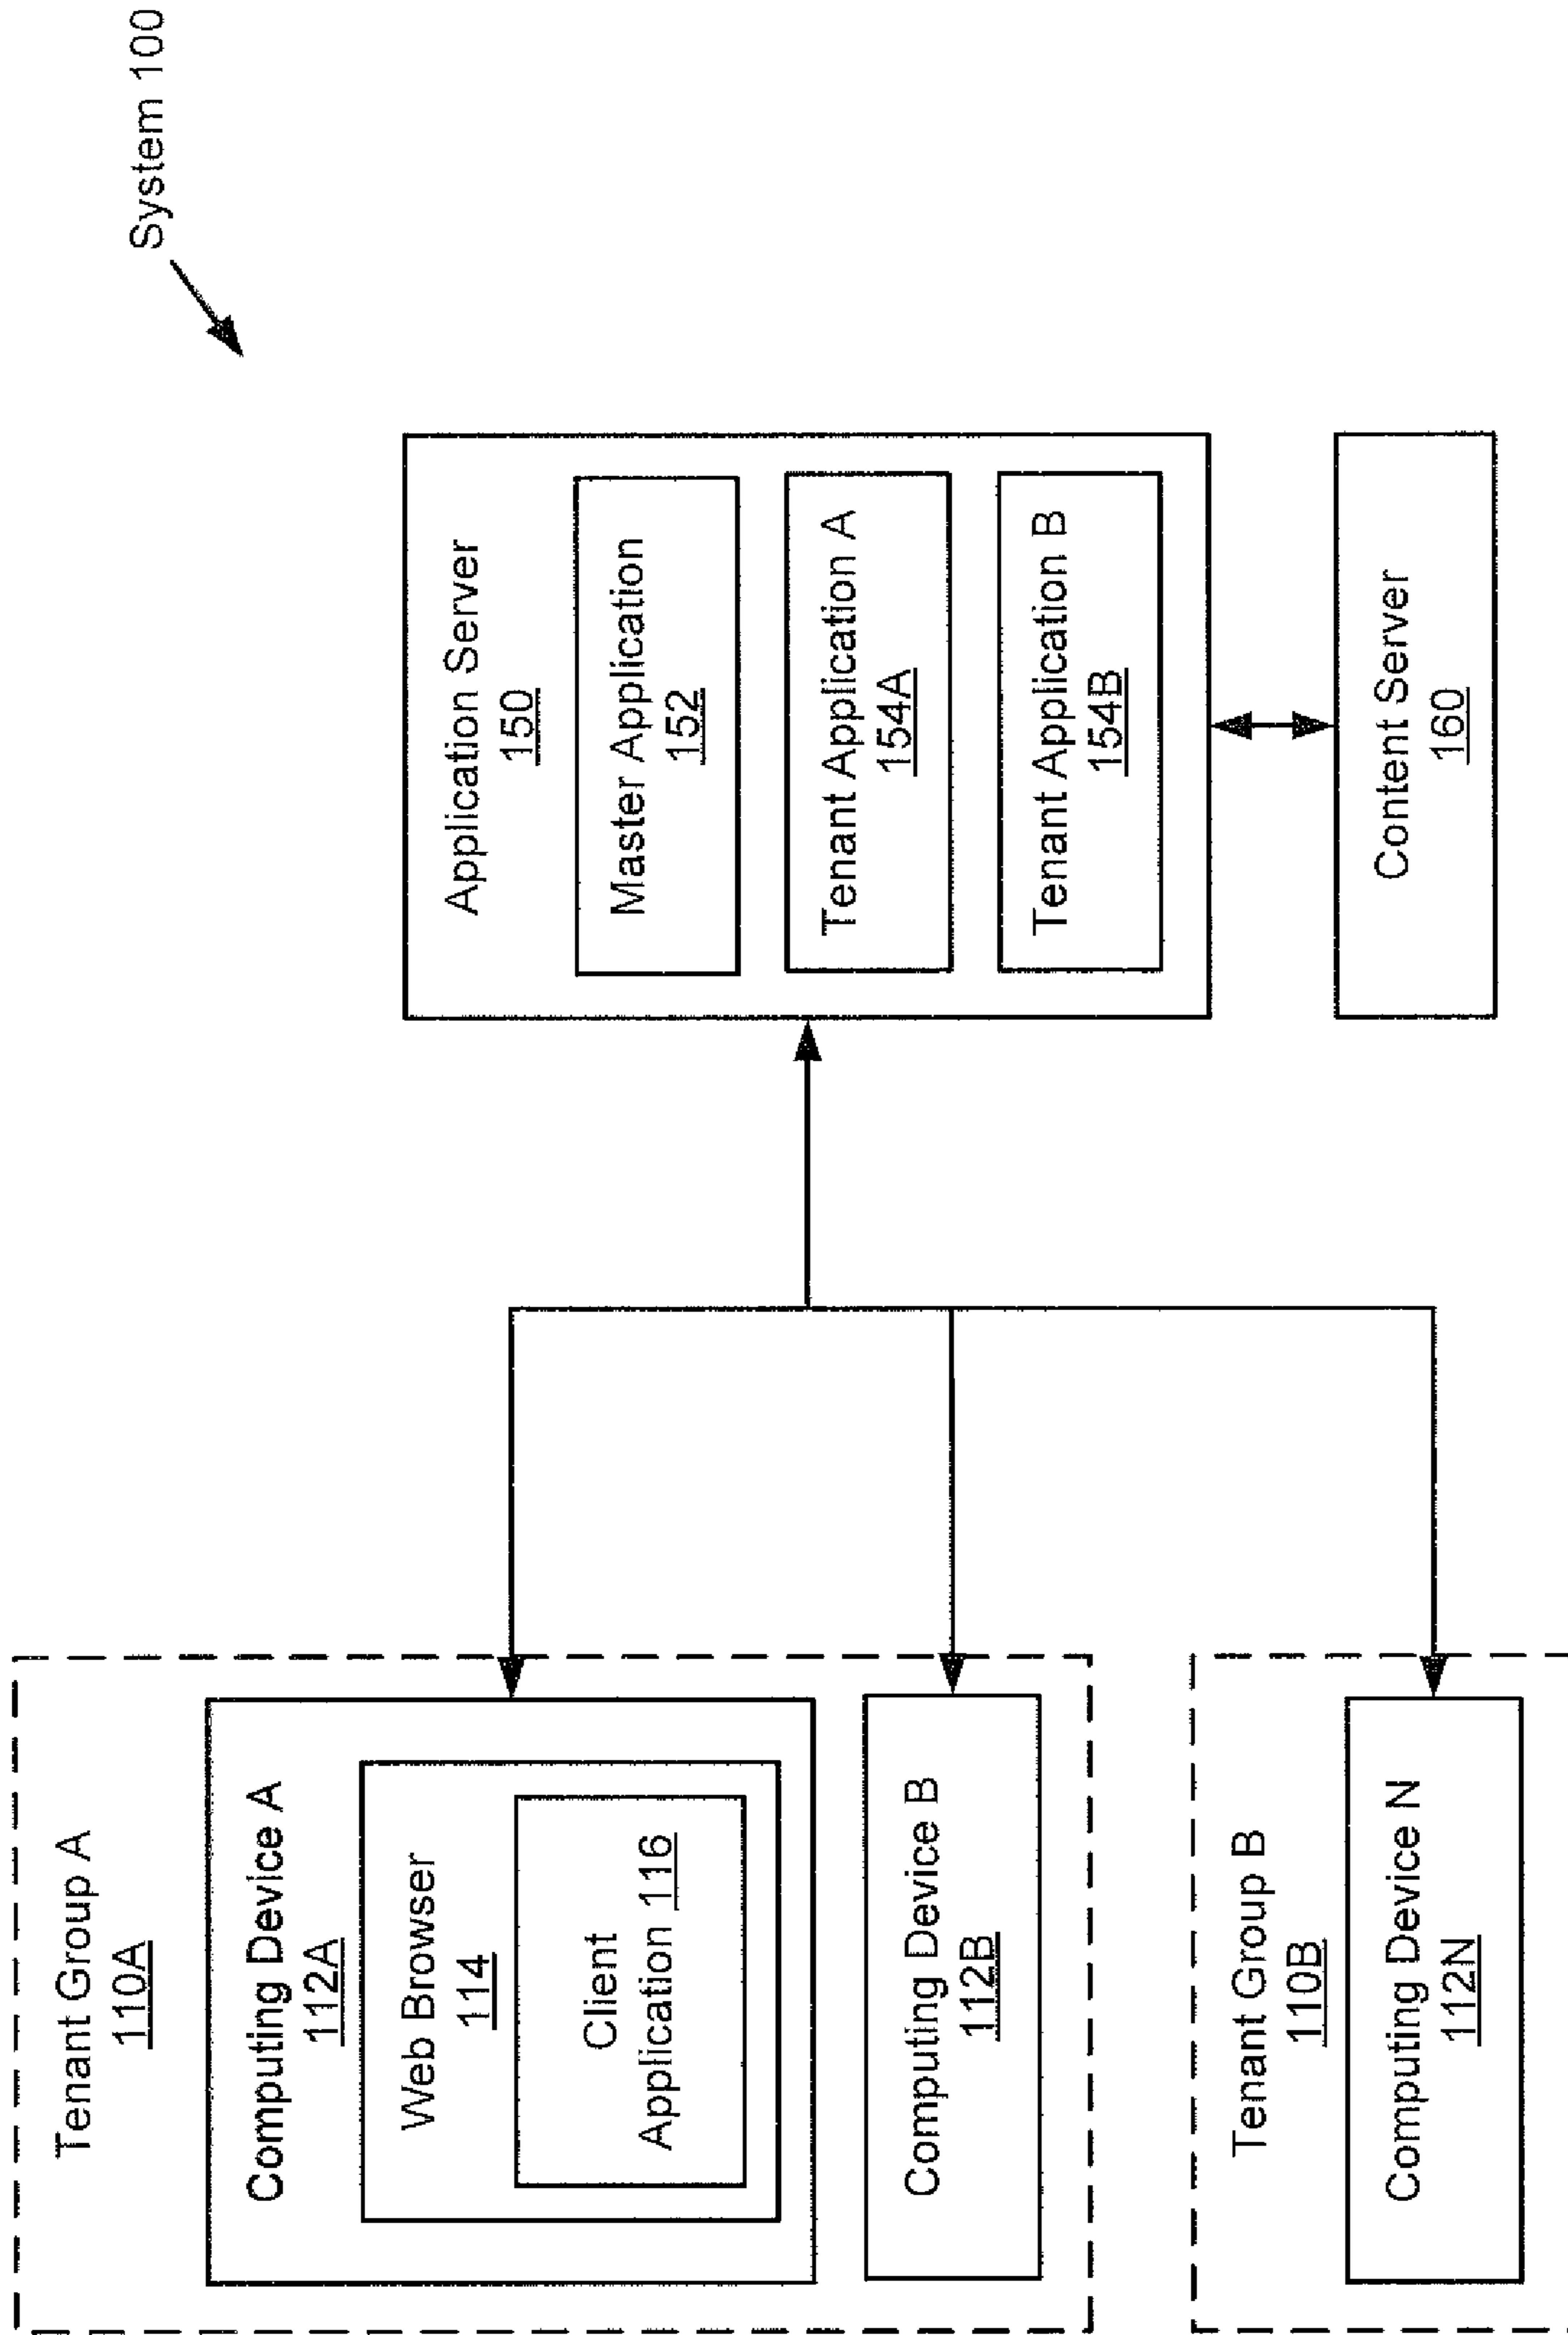 System 100
Tenant Group A
110A
Computing Device A
112A
Web Browser
114
Client
Application 116
Computing Device B
112B
Tenant Group B
110B
Computing Device N
112N
Application Server
150
Master Application
152
Tenant Application A
154A
Tenant Application B
154B
Content Server
160